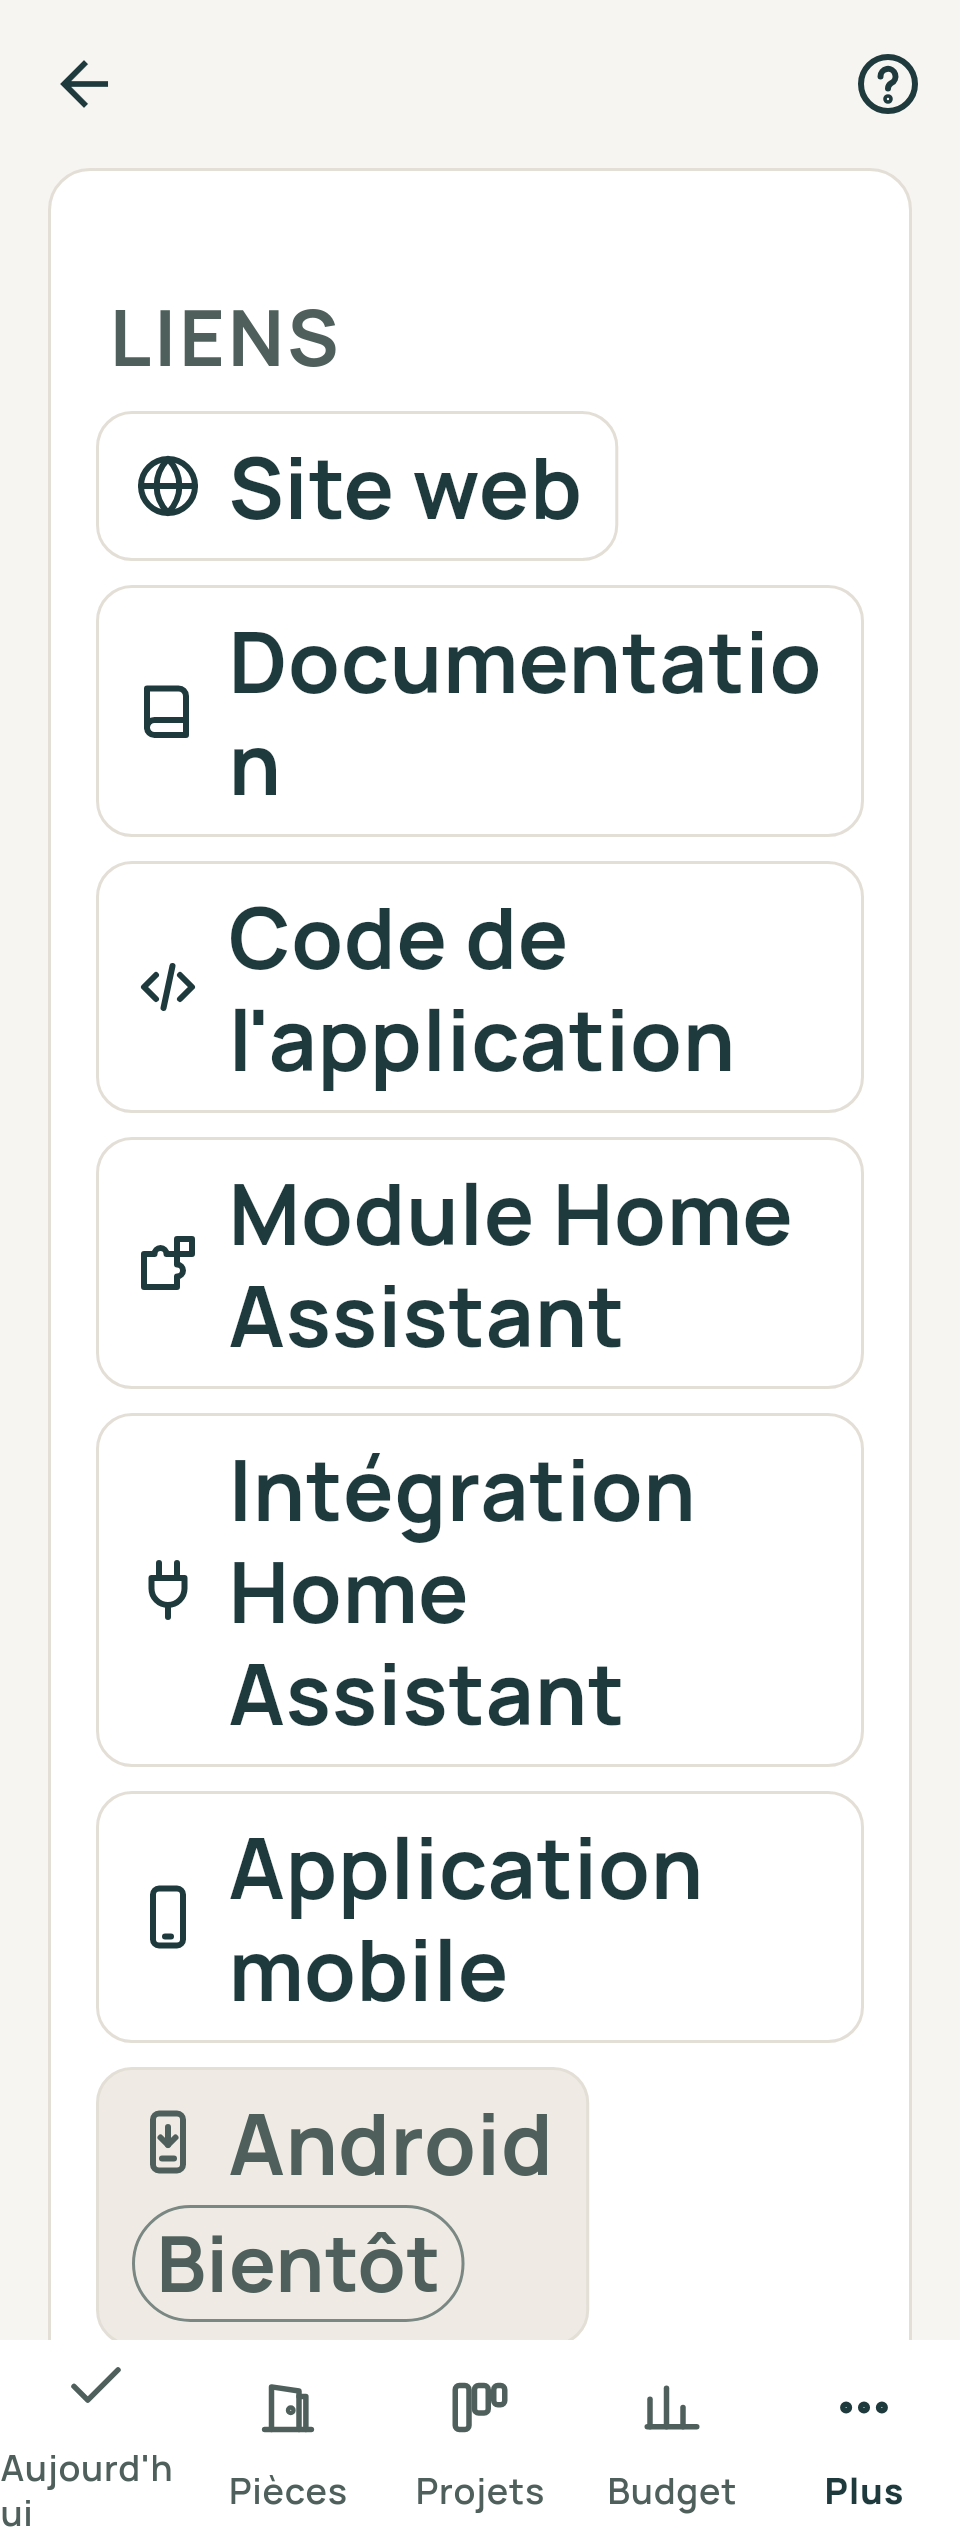 LIENS
Site web
Documentatio
n
Code de
l'application
Module Home
Assistant
Intégration
Home
Assistant
Application
mobile
Android
Bientôt
Aujourd'h
ui
Pièces
Projets
Budget
Plus